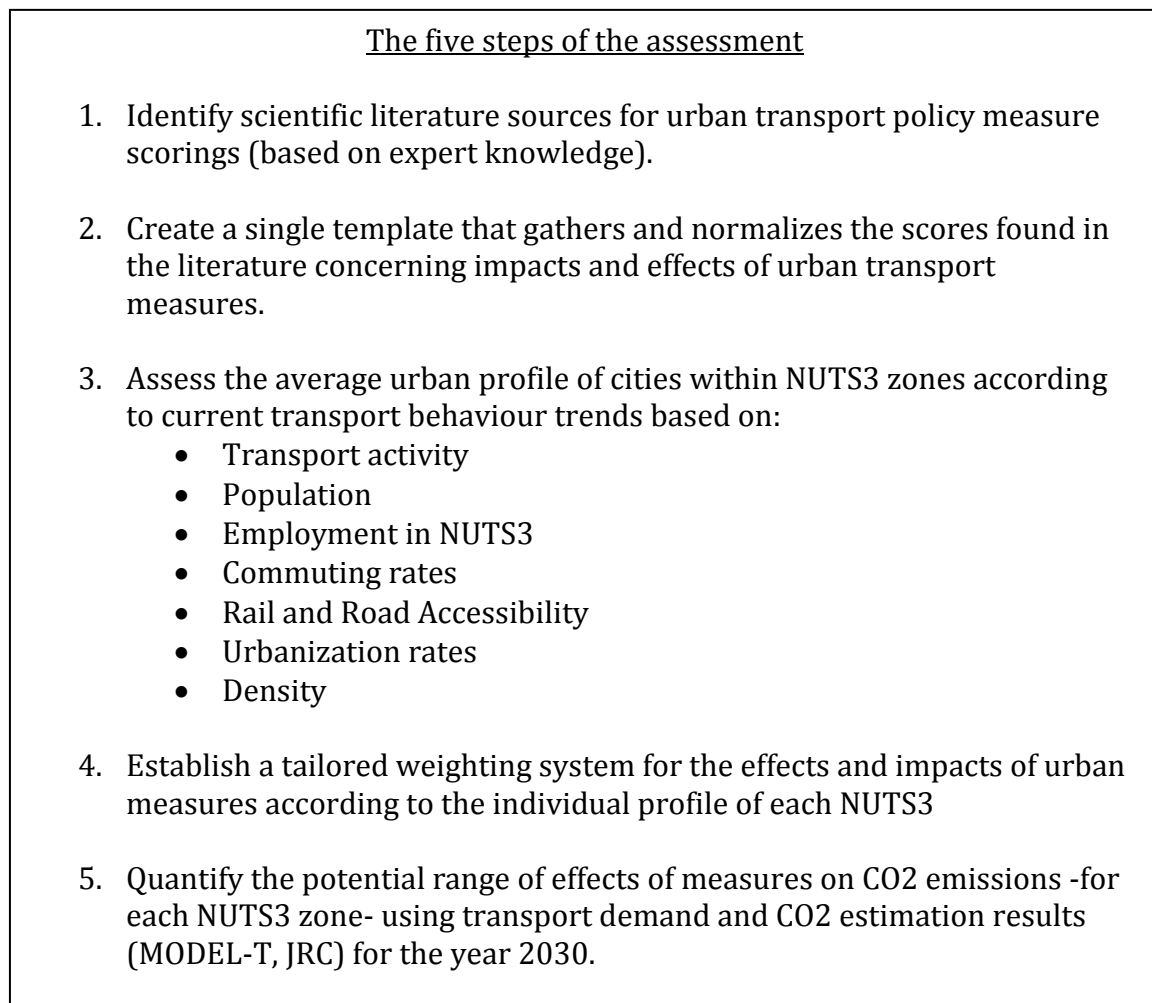 The five steps of the assessment
1. Identify scientific literature sources for urban transport policy measure
scorings (based on expert knowledge).
2. Create a single template that gathers and normalizes the scores found in
the literature concerning impacts and effects of urban transport
measures.
3. Assess the average urban profile of cities within NUTS3 zones according
to current transport behaviour trends based on:
• Transport activity
• Population
• Employment in NUTS3
• Commuting rates
• Rail and Road Accessibility
• Urbanization rates
• Density
4. Establish a tailored weighting system for the effects and impacts of urban
measures according to the individual profile of each NUTS3
5. Quantify the potential range of effects of measures on CO2 emissions -for
each NUTS3 zone- using transport demand and CO2 estimation results
(MODEL-T, JRC) for the year 2030.